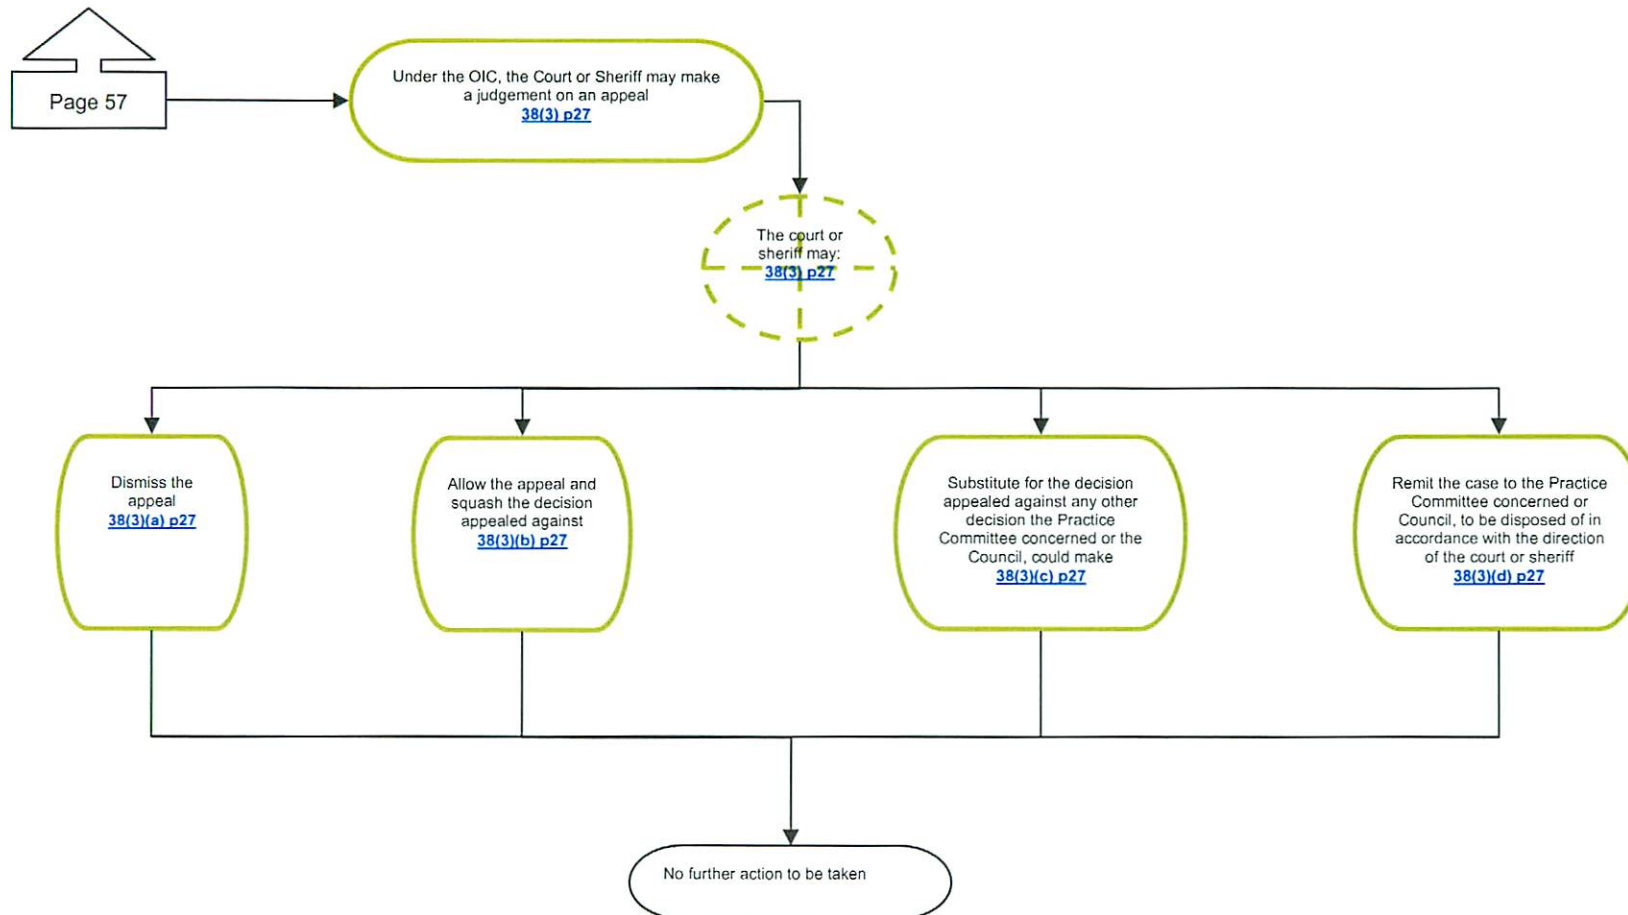 Page 57
Under the OIC, the Court or Sheriff may make
a judgement on an appeal
38(3) p27
The court or
sheriff may:
38(3) p27
Dismiss the
appeal
38(3)(a) p27
Allow the appeal and
squash the decision
appealed against
38(3)(b) p27
Substitute for the decision
appealed against any other
decision the Practice
Committee concerned or the
Council, could make
38(3)(c) p27
Remit the case to the Practice
Committee concerned or
Council, to be disposed of in
accordance with the direction
of the court or sheriff
38(3)(d) p27
No further action to be taken